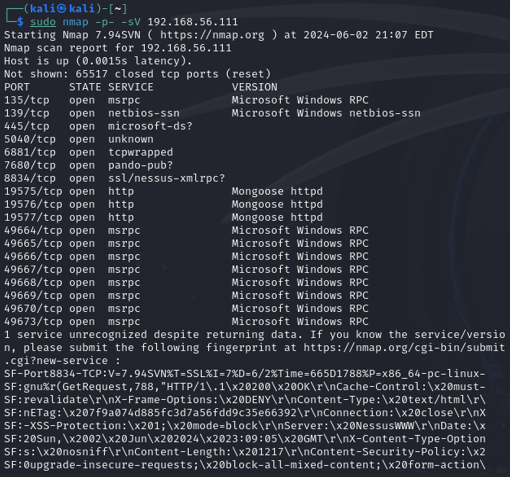 ┌──(kali㉿kali)-[~]
└─$ sudo nmap -p- -sV 192.168.56.111
Starting Nmap 7.94SVN ( https://nmap.org ) at 2024-06-02 21:07 EDT
Nmap scan report for 192.168.56.111
Host is up (0.0015s latency).
Not shown: 65517 closed tcp ports (reset)
PORT      STATE SERVICE            VERSION
135/tcp   open  msrpc              Microsoft Windows RPC
139/tcp   open  netbios-ssn        Microsoft Windows netbios-ssn
445/tcp   open  microsoft-ds?
5040/tcp  open  unknown
6881/tcp  open  tcpwrapped
7680/tcp  open  pando-pub?
8834/tcp  open  ssl/nessus-xmlrpc?
19575/tcp open  http               Mongoose httpd
19576/tcp open  http               Mongoose httpd
19577/tcp open  http               Mongoose httpd
49664/tcp open  msrpc              Microsoft Windows RPC
49665/tcp open  msrpc              Microsoft Windows RPC
49666/tcp open  msrpc              Microsoft Windows RPC
49667/tcp open  msrpc              Microsoft Windows RPC
49668/tcp open  msrpc              Microsoft Windows RPC
49669/tcp open  msrpc              Microsoft Windows RPC
49670/tcp open  msrpc              Microsoft Windows RPC
49673/tcp open  msrpc              Microsoft Windows RPC
1 service unrecognized despite returning data. If you know the service/versio
n, please submit the following fingerprint at https://nmap.org/cgi-bin/submit
.cgi?new-service :
SF-Port8834-TCP:V=7.94SVN%T=SSL%I=7%D=6/2%Time=665D1788%P=x86_64-pc-linux-
SF:gnu%r(GetRequest,788,"HTTP/1\.1\x20200\x20OK\r\nCache-Control:\x20must-
SF:revalidate\r\nX-Frame-Options:\x20DENY\r\nContent-Type:\x20text/html\r\
SF:nETag:\x207f9a074d885fc3d7a56fdd9c35e66392\r\nConnection:\x20close\r\nX
SF:-XSS-Protection:\x201;\x20mode=block\r\nServer:\x20NessusWWW\r\nDate:\x
SF:20Sun,\x2002\x20Jun\x202024\x2023:09:05\x20GMT\r\nX-Content-Type-Option
SF:s:\x20nosniff\r\nContent-Length:\x201217\r\nContent-Security-Policy:\x2
SF:0upgrade-insecure-requests;\x20block-all-mixed-content;\x20form-action\